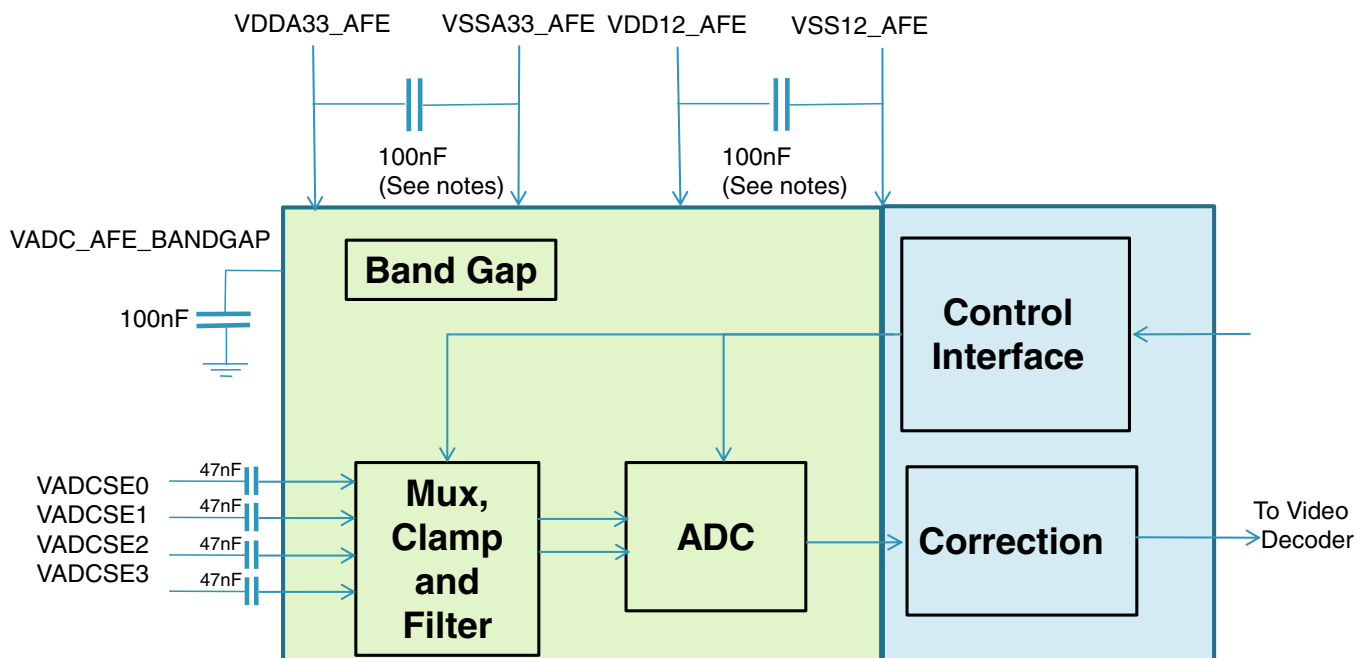 VDDA33_AFE
VSSA33_AFE
VDD12_AFE
VSS12_AFE
100nF
(See notes)
100nF
(See notes)
VADC_AFE_BANDGAP
100nF
Band Gap
Control
Interface
VADCSE0
VADCSE1
VADCSE2
VADCSE3
47nF
47nF
47nF
47nF
Mux,
Clamp
and
Filter
ADC
Correction
To Video
Decoder